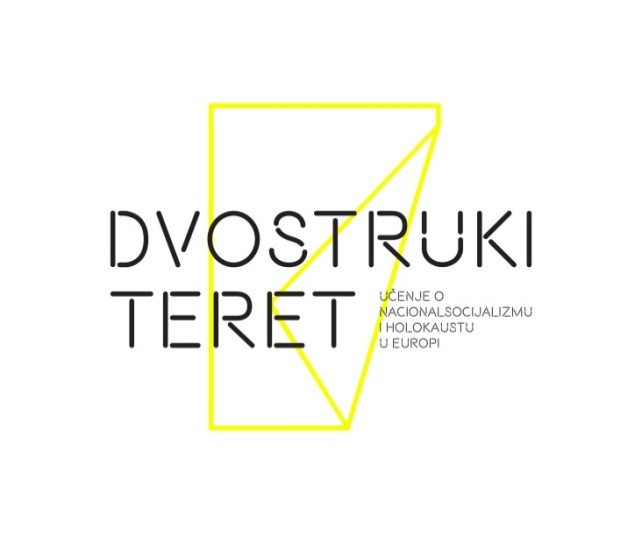 DVOSTRUKI
TERET
UČENJE O
NACIONALSOCIJALIZMU
I HOLOKAUSTU
U EUROPI